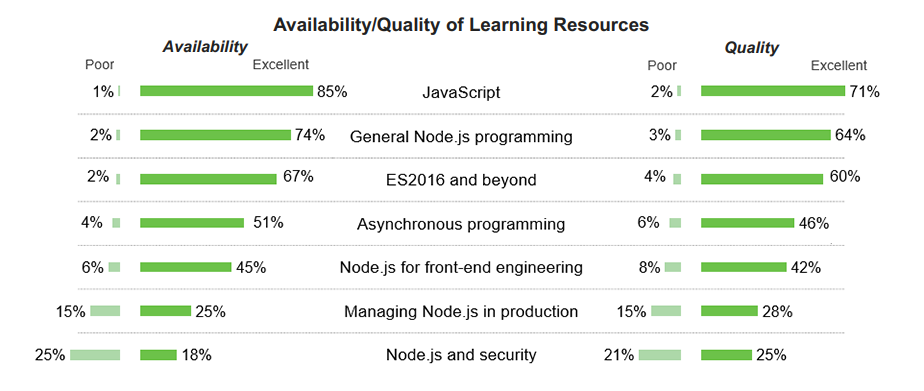 Availability/Quality of Learning Resources
Availability Quality
Poor Excellent Poor Excellent
1% 85% JavaScript 2% 71%
2% 74% General Node.js programming 3% 64%
2% 67% ES2016 and beyond 4% 60%
4% 51% Asynchronous programming 6% 46%
6% 45% Node.js for front-end engineering 8% 42%
15% 25% Managing Node.js in production 15% 28%
25% 18% Node.js and security 21% 25%